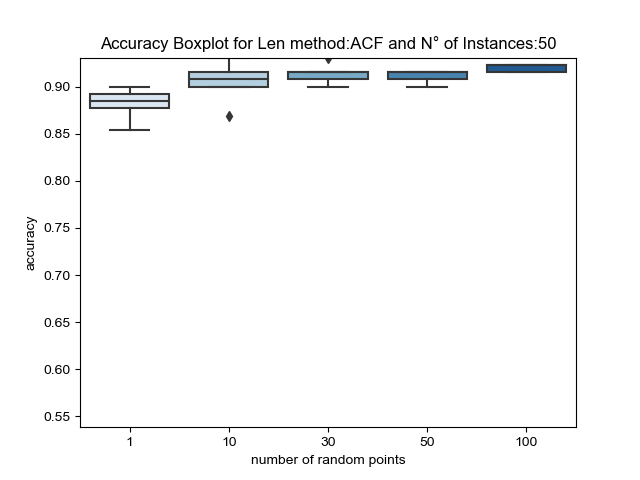 Accuracy Boxplot for Len method:ACF and N° of Instances:50
accuracy
0.90
0.85
0.80
0.75
0.70
0.65
0.60
0.55
1 10 30 50 100
number of random points